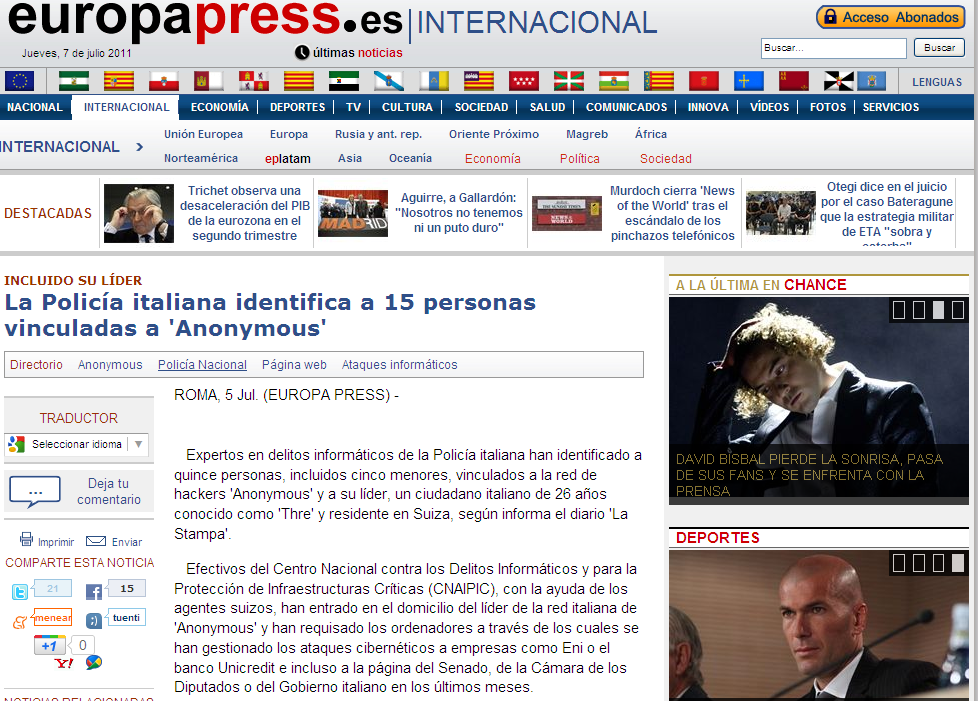 europapress.es INTERNACIONAL
Acceso Abonados
Jueves, 7 de julio 2011
últimas noticias
Buscar...
Buscar
LENGUAS
NACIONAL INTERNACIONAL ECONOMÍA DEPORTES TV CULTURA SOCIEDAD SALUD COMUNICADOS INNOVA VÍDEOS FOTOS SERVICIOS
INTERNACIONAL
Unión Europea Europa Rusia y ant. rep. Oriente Próximo Magreb África
Norteamérica eplatam Asia Oceanía Economía Política Sociedad
DESTACADAS
Trichet observa una
desaceleración del PIB
de la eurozona en el
segundo trimestre
MADRID
Aguirre, a Gallardón:
"Nosotros no tenemos
ni un puto duro"
THE SUNDAY TIMES
NEWS
WORLD
Murdoch cierra 'News
of the World' tras el
escándalo de los
pinchazos telefónicos
Otegi dice en el juicio
por el caso Bateragune
que la estrategia militar
de ETA "sobra y
estorba"
INCLUIDO SU LÍDER
La Policía italiana identifica a 15 personas
vinculadas a 'Anonymous'
Directorio Anonymous Policía Nacional Página web Ataques informáticos
TRADUCTOR
Seleccionar idioma
...
Deja tu
comentario
Imprimir Enviar
COMPARTE ESTA NOTICIA
21 15
menear tuenti
+1 0
Y!
NOTICIAS RELACIONADAS
ROMA, 5 Jul. (EUROPA PRESS) -
Expertos en delitos informáticos de la Policía italiana han identificado a
quince personas, incluidos cinco menores, vinculados a la red de
hackers 'Anonymous' y a su líder, un ciudadano italiano de 26 años
conocido como 'Thre' y residente en Suiza, según informa el diario 'La
Stampa'.
Efectivos del Centro Nacional contra los Delitos Informáticos y para la
Protección de Infraestructuras Críticas (CNAIPIC), con la ayuda de los
agentes suizos, han entrado en el domicilio del líder de la red italiana de
'Anonymous' y han requisado los ordenadores a través de los cuales se
han gestionado los ataques cibernéticos a empresas como Eni o el
banco Unicredit e incluso a la página del Senado, de la Cámara de los
Diputados o del Gobierno italiano en los últimos meses.
A LA ÚLTIMA EN CHANCE
DAVID BISBAL PIERDE LA SONRISA, PASA
DE SUS FANS Y SE ENFRENTA CON LA
PRENSA
DEPORTES